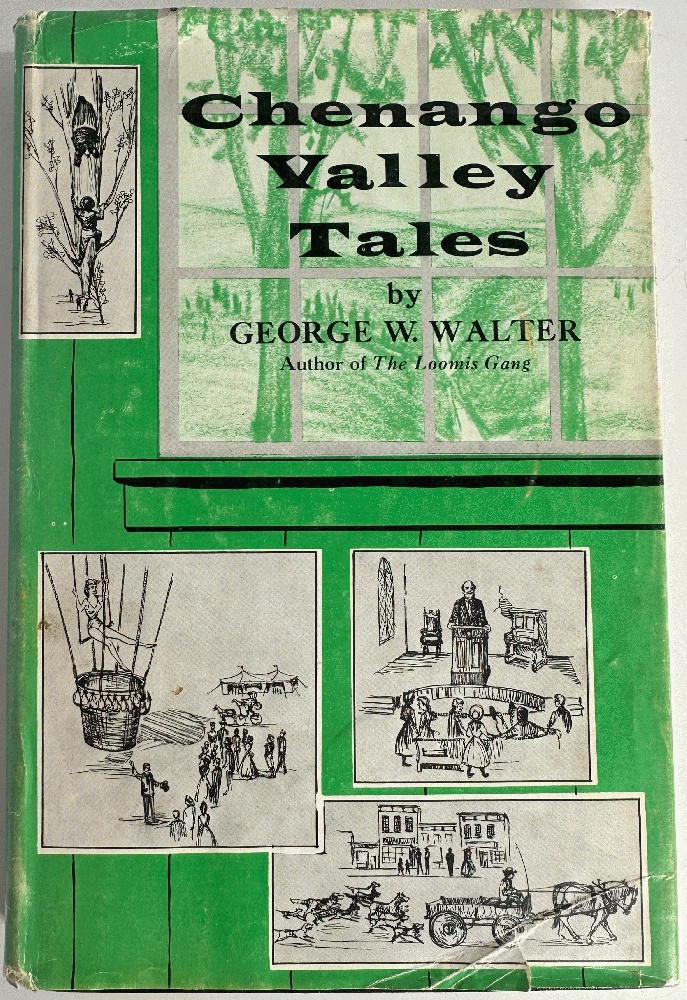 Chenango
Valley
Tales
by
GEORGE W. WALTER
Author of The Loomis Gang